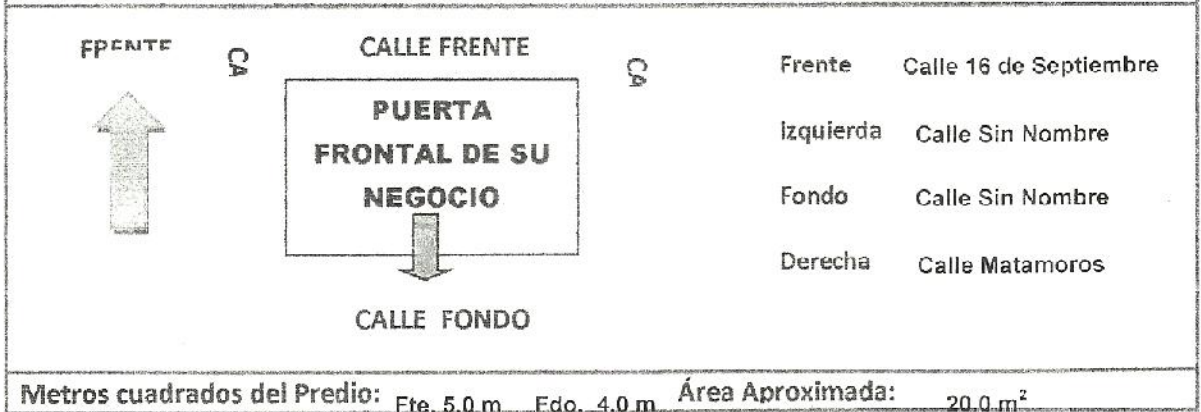 FRENTE
CA
CALLE FRENTE
CA
PUERTA
FRONTAL DE SU
NEGOCIO
CALLE FONDO
Frente Calle 16 de Septiembre
Izquierda Calle Sin Nombre
Fondo Calle Sin Nombre
Derecha Calle Matamoros
Metros cuadrados del Predio: Fte. 5.0 m Fdo. 4.0 m Área Aproximada: 20.0 m²